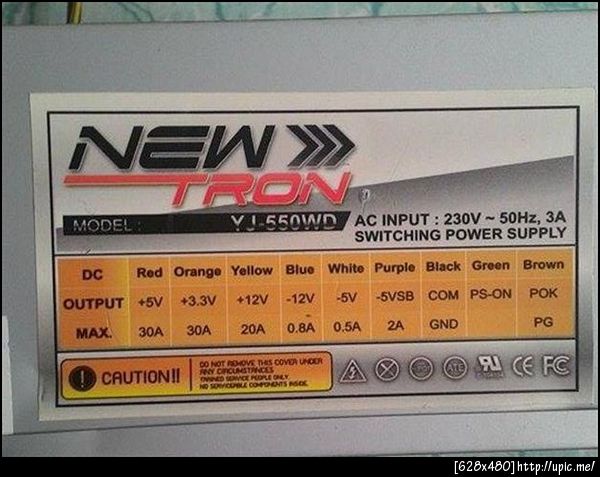 NEW
TRON
MODEL : YJ-550WD
AC INPUT : 230V ~ 50Hz, 3A
SWITCHING POWER SUPPLY
DC Red Orange Yellow Blue White Purple Black Green Brown
OUTPUT +5V +3.3V +12V -12V -5V -5VSB COM PS-ON POK
MAX. 30A 30A 20A 0.8A 0.5A 2A GND PG
CAUTION!!
DO NOT REMOVE THIS COVER UNDER
ANY CIRCUMSTANCES
TRAINED SERVICE PEOPLE ONLY.
NO SERVICEABLE COMPONENTS INSIDE.
CE FC
[628x480] http://upic.me/